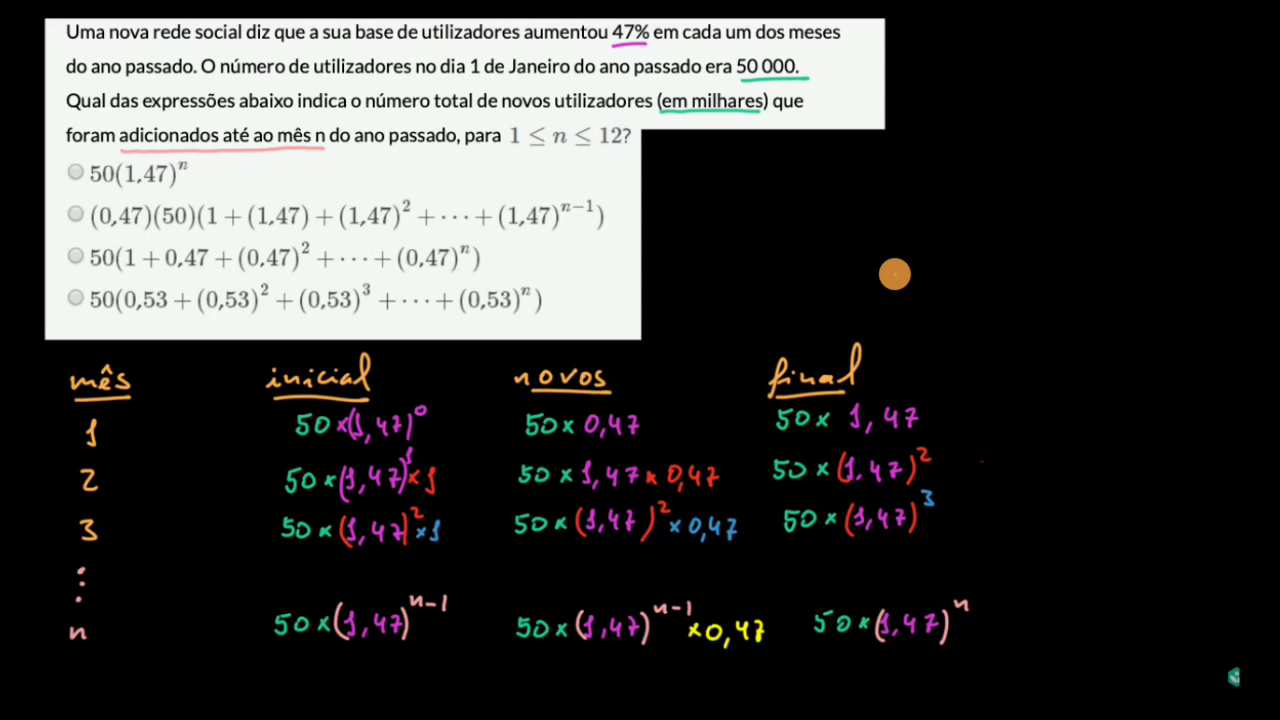 Uma nova rede social diz que a sua base de utilizadores aumentou 47% em cada um dos meses
do ano passado. O número de utilizadores no dia 1 de Janeiro do ano passado era 50 000.
Qual das expressões abaixo indica o número total de novos utilizadores (em milhares) que
foram adicionados até ao mês n do ano passado, para 1 ≤ n ≤ 12?
50(1,47)ⁿ
(0,47)(50)(1 + (1,47) + (1,47)² + ⋯ + (1,47)ⁿ⁻¹)
50(1 + 0,47 + (0,47)² + ⋯ + (0,47)ⁿ)
50(0,53 + (0,53)² + (0,53)³ + ⋯ + (0,53)ⁿ)
mês inicial novos final
1 50 × (1,47)⁰ 50 × 0,47 50 × 1,47
2 50 × (1,47)¹ × 1 50 × 1,47 × 0,47 50 × (1.47)²
3 50 × (1,47)² × 1 50 × (1,47)² × 0,47 50 × (1,47)³
⋮
n 50 × (1,47)ⁿ⁻¹ 50 × (1,47)ⁿ⁻¹ × 0,47 50 × (1,47)ⁿ